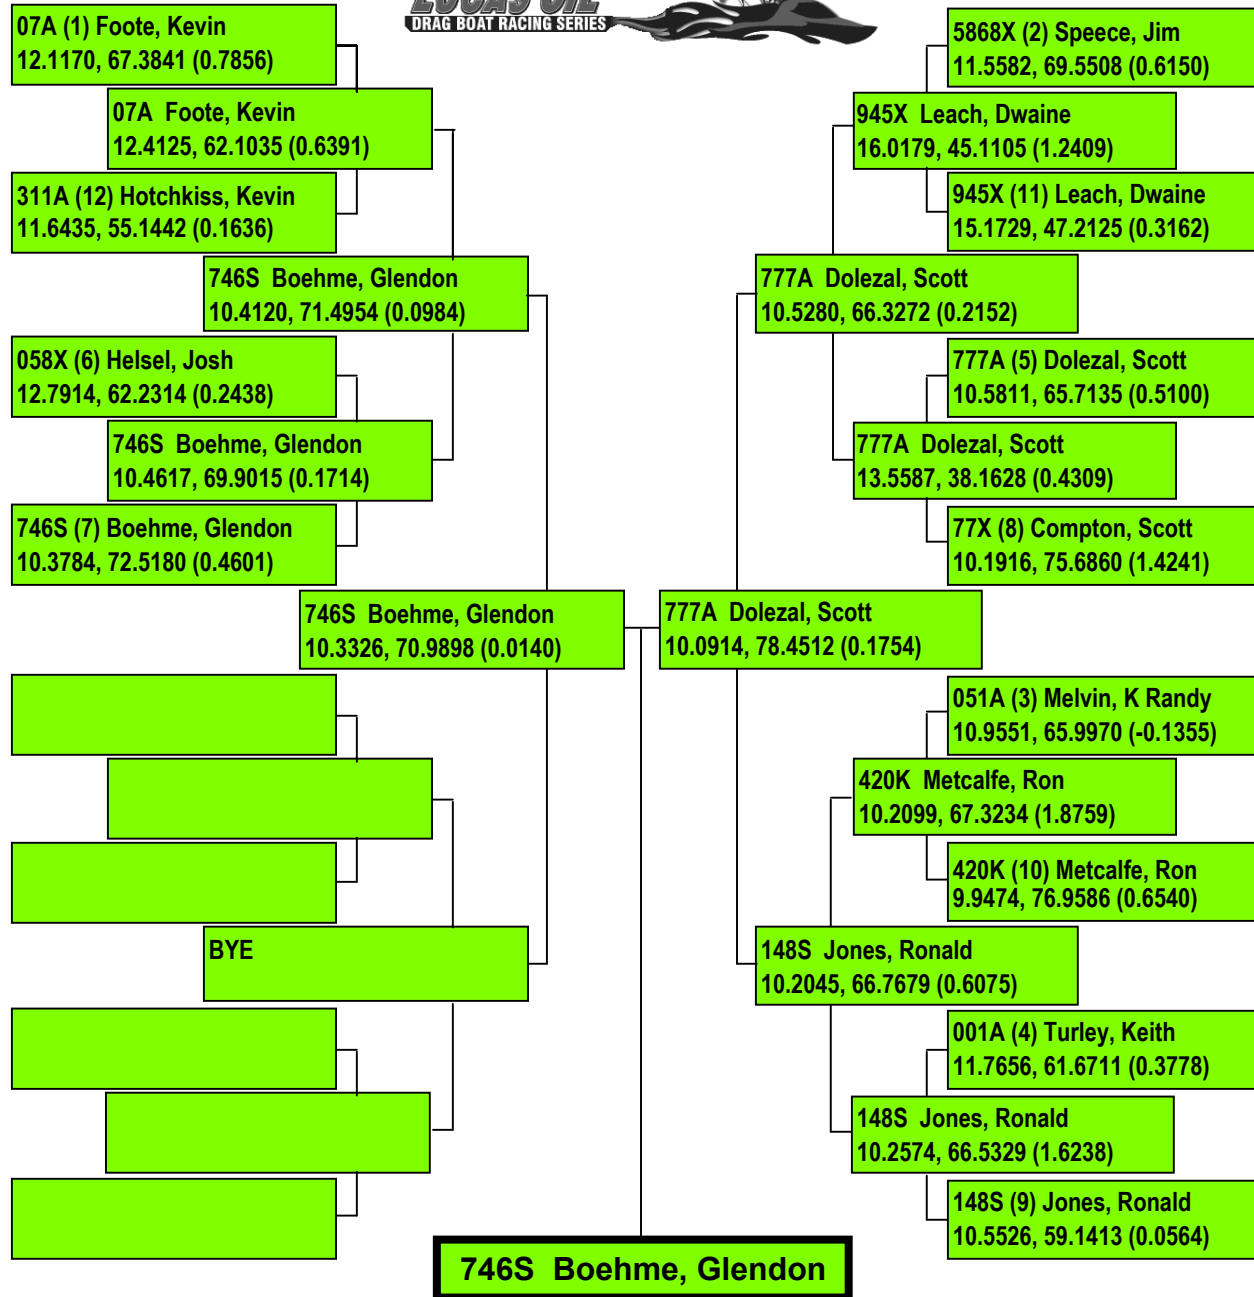 LUCAS OIL
DRAG BOAT RACING SERIES
07A (1) Foote, Kevin
12.1170, 67.3841 (0.7856)
07A Foote, Kevin
12.4125, 62.1035 (0.6391)
311A (12) Hotchkiss, Kevin
11.6435, 55.1442 (0.1636)
746S Boehme, Glendon
10.4120, 71.4954 (0.0984)
058X (6) Helsel, Josh
12.7914, 62.2314 (0.2438)
746S Boehme, Glendon
10.4617, 69.9015 (0.1714)
746S (7) Boehme, Glendon
10.3784, 72.5180 (0.4601)
746S Boehme, Glendon
10.3326, 70.9898 (0.0140)
BYE
5868X (2) Speece, Jim
11.5582, 69.5508 (0.6150)
945X Leach, Dwaine
16.0179, 45.1105 (1.2409)
945X (11) Leach, Dwaine
15.1729, 47.2125 (0.3162)
777A Dolezal, Scott
10.5280, 66.3272 (0.2152)
777A (5) Dolezal, Scott
10.5811, 65.7135 (0.5100)
777A Dolezal, Scott
13.5587, 38.1628 (0.4309)
77X (8) Compton, Scott
10.1916, 75.6860 (1.4241)
777A Dolezal, Scott
10.0914, 78.4512 (0.1754)
051A (3) Melvin, K Randy
10.9551, 65.9970 (-0.1355)
420K Metcalfe, Ron
10.2099, 67.3234 (1.8759)
420K (10) Metcalfe, Ron
9.9474, 76.9586 (0.6540)
148S Jones, Ronald
10.2045, 66.7679 (0.6075)
001A (4) Turley, Keith
11.7656, 61.6711 (0.3778)
148S Jones, Ronald
10.2574, 66.5329 (1.6238)
148S (9) Jones, Ronald
10.5526, 59.1413 (0.0564)
746S Boehme, Glendon